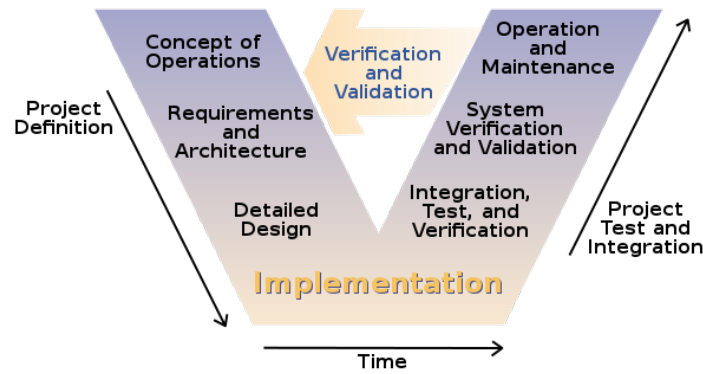 Concept of
Operations
Verification
and
Validation
Operation
and
Maintenance
Project
Definition
Requirements
and
Architecture
System
Verification
and Validation
Detailed
Design
Integration,
Test, and
Verification
Project
Test and
Integration
Implementation
Time